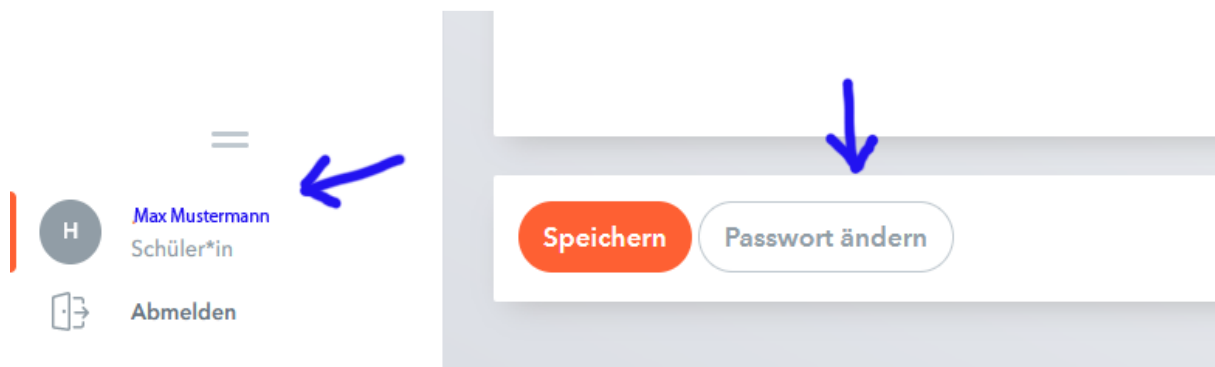 H
Max Mustermann
Schüler*in
Abmelden
Speichern
Passwort ändern